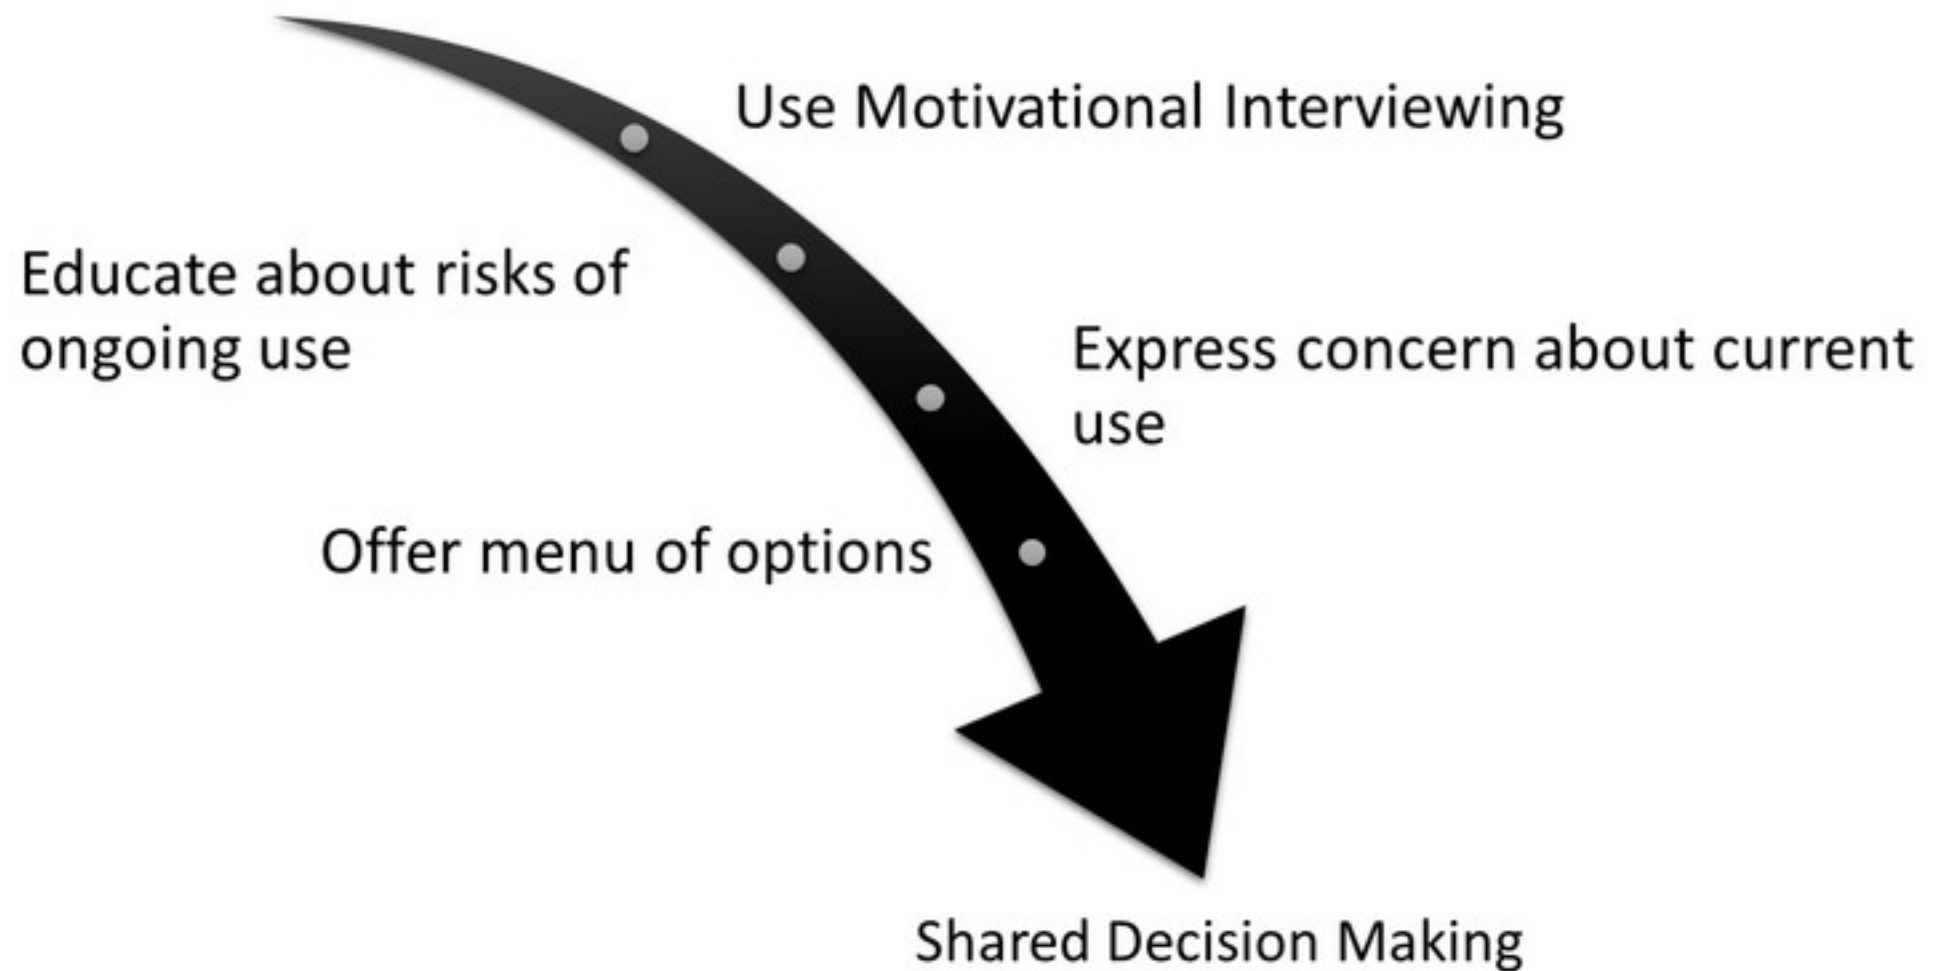 Use Motivational Interviewing
Educate about risks of
ongoing use
Express concern about current
use
Offer menu of options
Shared Decision Making